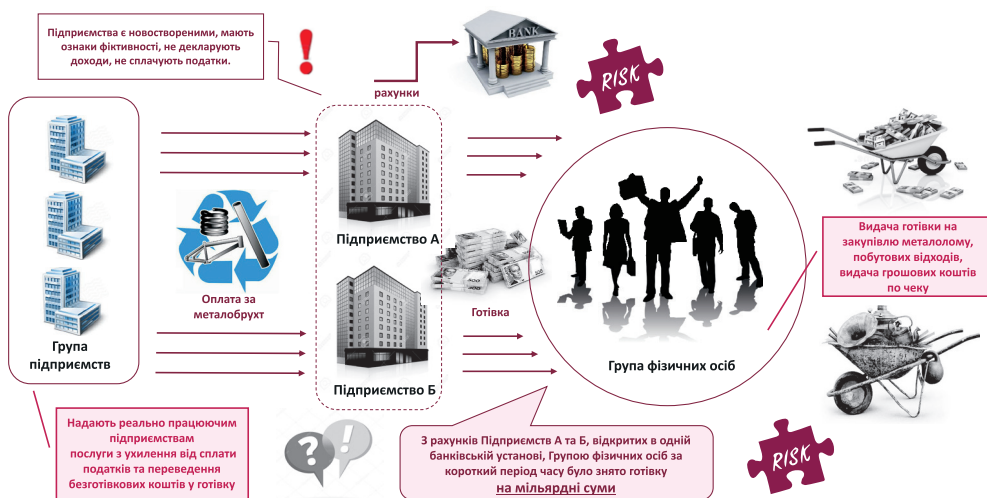 Підприємства є новоствореними, мають
ознаки фіктивності, не декларують
доходи, не сплачують податки.
рахунки
BANK
RISK
Група
підприємств
Оплата за
металобрухт
Підприємство А
Підприємство Б
Готівка
500
Група фізичних осіб
Видача готівки на
закупівлю металолому,
побутових відходів,
видача грошових коштів
по чеку
Надають реально працюючим
підприємствам
послуги з ухилення від сплати
податків та переведення
безготівкових коштів у готівку
З рахунків Підприємств А та Б, відкритих в одній
банківській установі, Групою фізичних осіб за
короткий період часу було знято готівку
на мільярдні суми
RISK